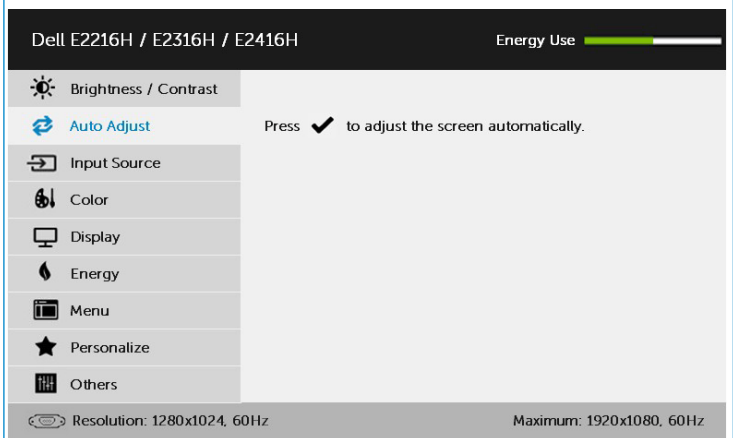 Dell E2216H / E2316H / E2416H Energy Use
Brightness / Contrast
Auto Adjust
Press ✔ to adjust the screen automatically.
Input Source
Color
Display
Energy
Menu
Personalize
Others
Resolution: 1280x1024, 60Hz Maximum: 1920x1080, 60Hz